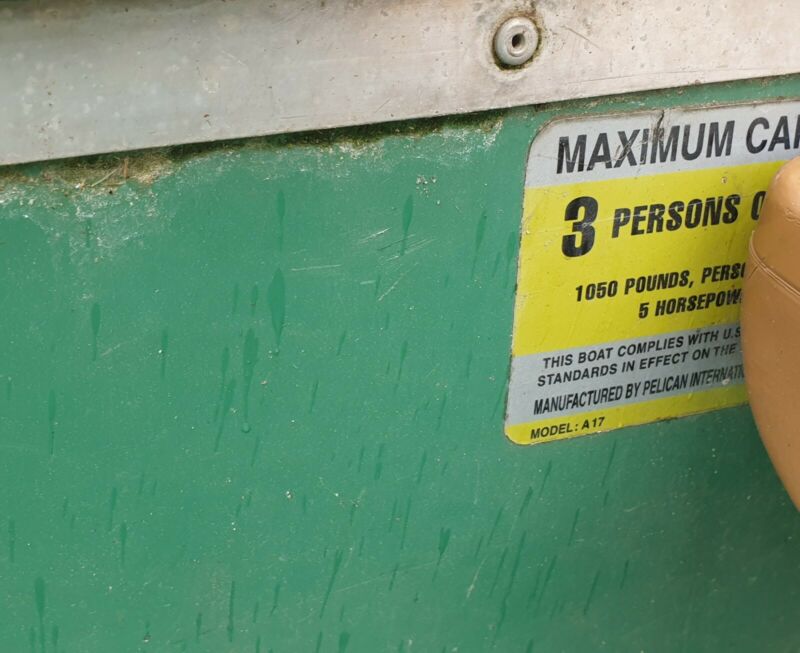 MAXIMUM CA
3 PERSONS O
1050 POUNDS, PERS
5 HORSEPOW
THIS BOAT COMPLIES WITH U.S
STANDARDS IN EFFECT ON THE
MANUFACTURED BY PELICAN INTERNATI
MODEL: A17